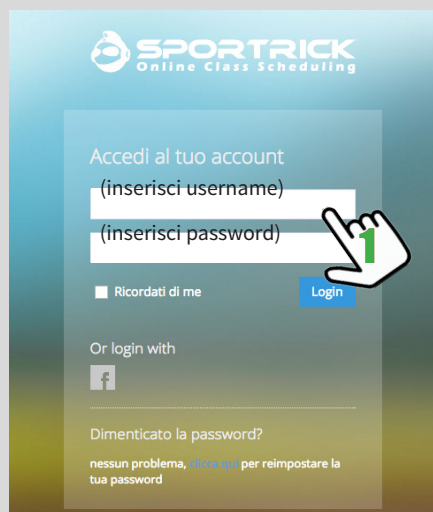 SPORTRICK
Online Class Scheduling
Accedi al tuo account
(inserisci username)
(inserisci password)
1
Ricordati di me
Login
Or login with
f
Dimenticato la password?
nessun problema, clicca qui per reimpostare la
tua password